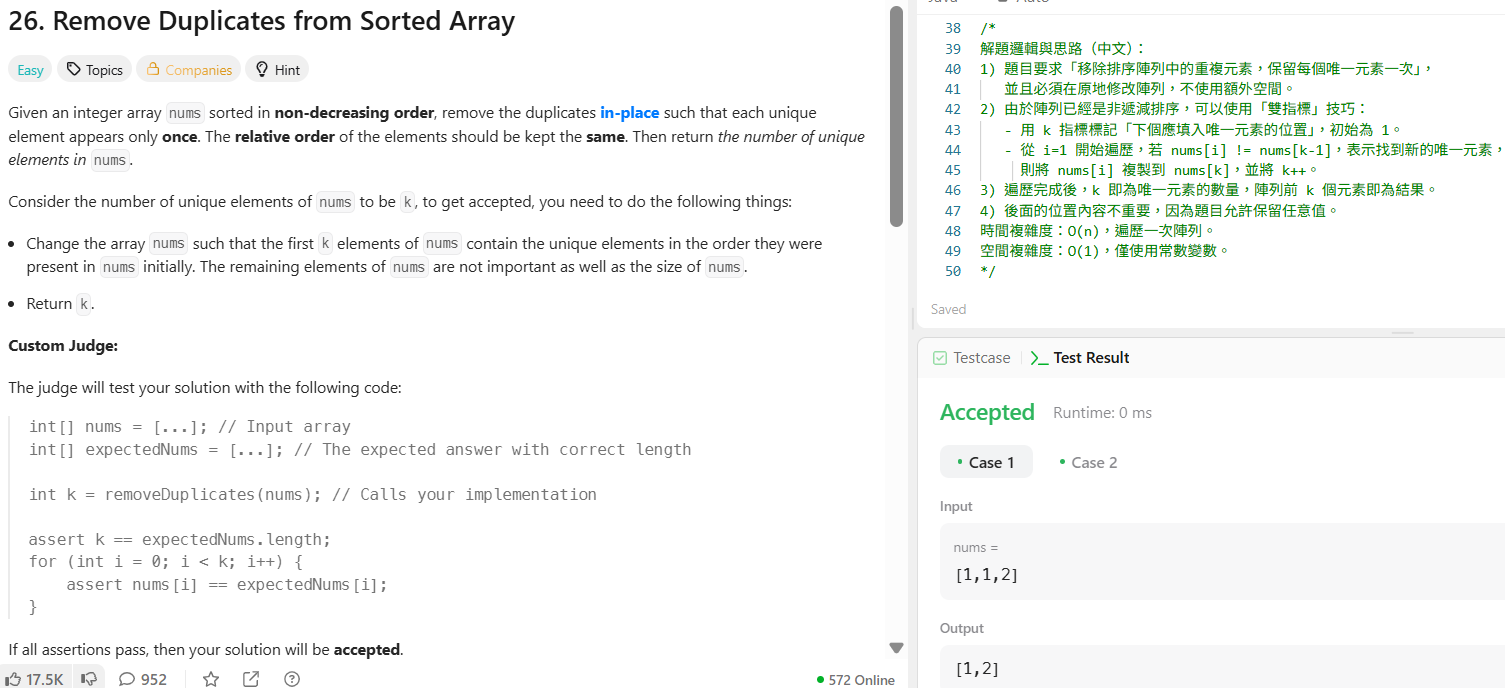 26. Remove Duplicates from Sorted Array
Easy
Topics
Companies
Hint
Given an integer array nums sorted in non-decreasing order, remove the duplicates in-place such that each unique
element appears only once. The relative order of the elements should be kept the same. Then return the number of unique
elements in nums.
Consider the number of unique elements of nums to be k, to get accepted, you need to do the following things:
• Change the array nums such that the first k elements of nums contain the unique elements in the order they were
present in nums initially. The remaining elements of nums are not important as well as the size of nums.
• Return k.
Custom Judge:
The judge will test your solution with the following code:
int[] nums = [...]; // Input array
int[] expectedNums = [...]; // The expected answer with correct length
int k = removeDuplicates(nums); // Calls your implementation
assert k == expectedNums.length;
for (int i = 0; i < k; i++) {
    assert nums[i] == expectedNums[i];
}
If all assertions pass, then your solution will be accepted.
17.5K
952
572 Online
38 /*
39 解題邏輯與思路（中文）：
40 1) 題目要求「移除排序陣列中的重複元素，保留每個唯一元素一次」，
41    並且必須在原地修改陣列，不使用額外空間。
42 2) 由於陣列已經是非遞減排序，可以使用「雙指標」技巧：
43    - 用 k 指標標記「下個應填入唯一元素的位置」，初始為 1。
44    - 從 i=1 開始遍歷，若 nums[i] != nums[k-1]，表示找到新的唯一元素，
45      則將 nums[i] 複製到 nums[k]，並將 k++。
46 3) 遍歷完成後，k 即為唯一元素的數量，陣列前 k 個元素即為結果。
47 4) 後面的位置內容不重要，因為題目允許保留任意值。
48 時間複雜度：O(n)，遍歷一次陣列。
49 空間複雜度：O(1)，僅使用常數變數。
50 */
Saved
Testcase
Test Result
Accepted
Runtime: 0 ms
Case 1
Case 2
Input
nums =
[1,1,2]
Output
[1,2]